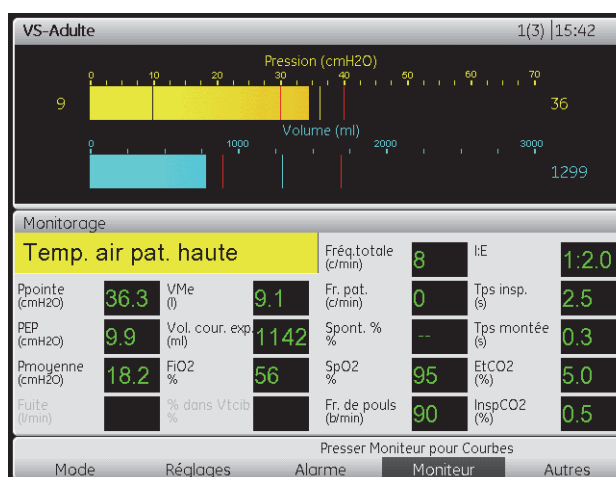 VS-Adulte 1(3) 15:42
Pression (cmH2O)
0 10 20 30 40 50 60 70
9 36
Volume (ml)
0 1000 2000 3000
1299
Monitorage
Temp. air pat. haute
Fréq.totale (c/min) 8 I:E 1:2.0
Ppointe (cmH2O) 36.3 VMe (l) 9.1 Fr. pat. (c/min) 0 Tps insp. (s) 2.5
PEP (cmH2O) 9.9 Vol. cour. exp. (ml) 1142 Spont. % % -- Tps montée (s) 0.3
Pmoyenne (cmH2O) 18.2 FiO2 % 56 SpO2 % 95 EtCO2 (%) 5.0
Fuite (l/min) % dans Vtcib % Fr. de pouls (b/min) 90 InspCO2 (%) 0.5
Presser Moniteur pour Courbes
Mode Réglages Alarme Moniteur Autres